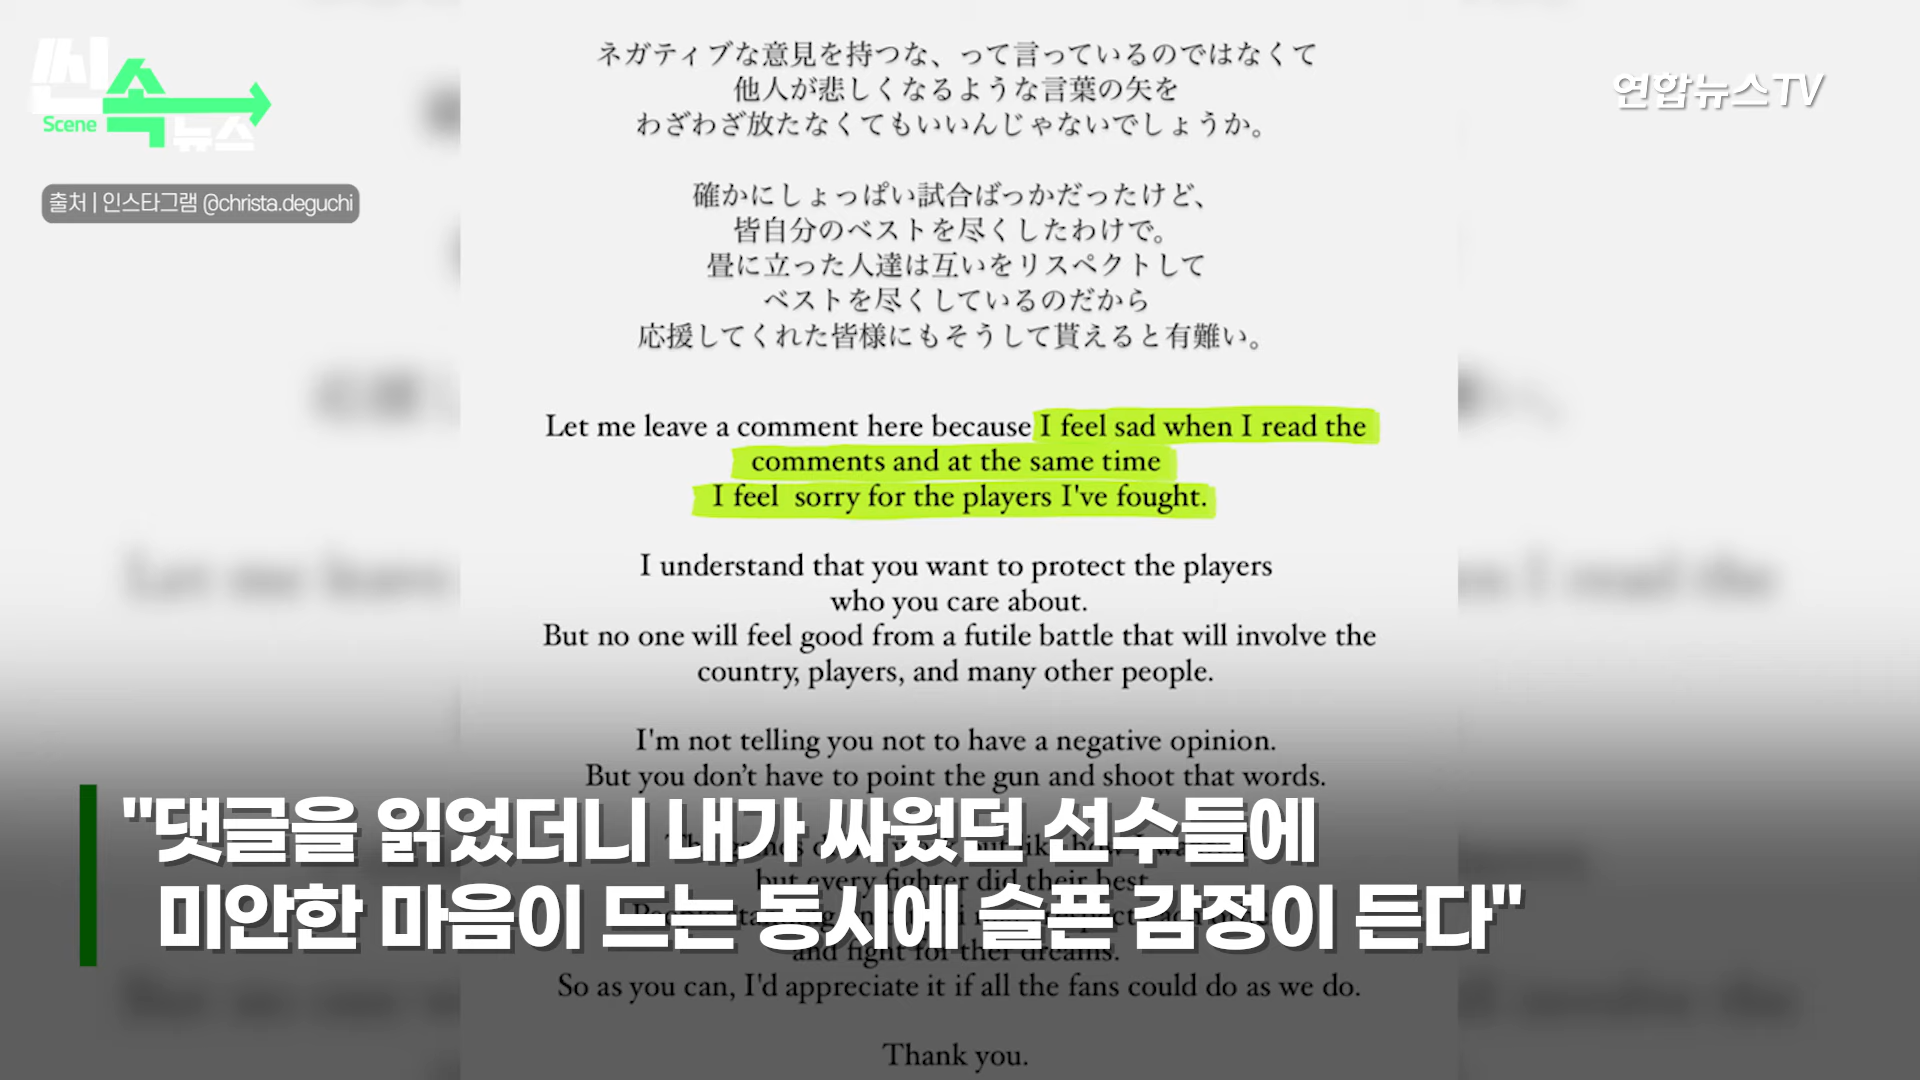 씬속
Scene
뉴스
연합뉴스TV
출처 | 인스타그램 @christa.deguchi
ネガティブな意見を持つな、って言っているのではなくて
他人が悲しくなるような言葉の矢を
わざわざ放たなくてもいいんじゃないでしょうか。
確かにしょっぱい試合ばっかだったけど、
皆自分のベストを尽くしたわけで。
畳に立った人達は互いをリスペクトして
ベストを尽くしているのだから
応援してくれた皆様にもそうして貰えると有難い。
Let me leave a comment here because I feel sad when I read the
comments and at the same time
I feel sorry for the players I've fought.
I understand that you want to protect the players
who you care about.
But no one will feel good from a futile battle that will involve the
country, players, and many other people.
I'm not telling you not to have a negative opinion.
But you don't have to point the gun and shoot that words.
"댓글을 읽었더니 내가 싸웠던 선수들에
미안한 마음이 드는 동시에 슬픈 감정이 든다"
but every fighter did their best
and fight for ther dreams.
So as you can, I'd appreciate it if all the fans could do as we do.
Thank you.